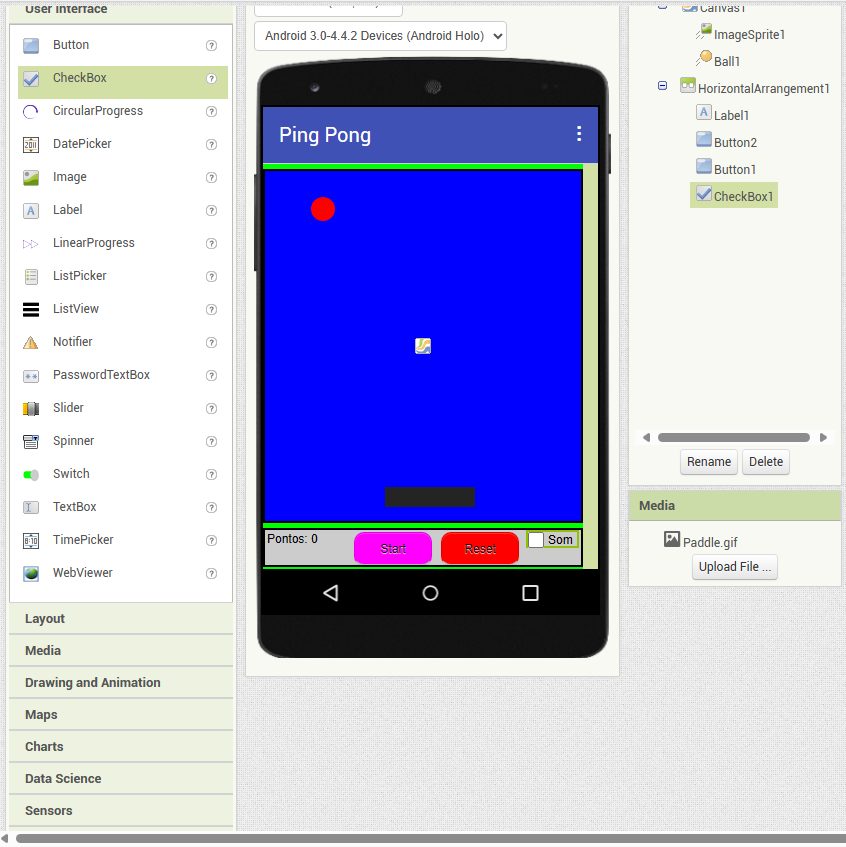 User Interface
Button
CheckBox
CircularProgress
DatePicker
Image
Label
LinearProgress
ListPicker
ListView
Notifier
PasswordTextBox
Slider
Spinner
Switch
TextBox
TimePicker
WebViewer
Layout
Media
Drawing and Animation
Maps
Charts
Data Science
Sensors
Android 3.0-4.4.2 Devices (Android Holo)
Ping Pong
Pontos: 0
Start
Reset
Som
Canvas1
ImageSprite1
Ball1
HorizontalArrangement1
Label1
Button2
Button1
CheckBox1
Rename
Delete
Media
Paddle.gif
Upload File ...